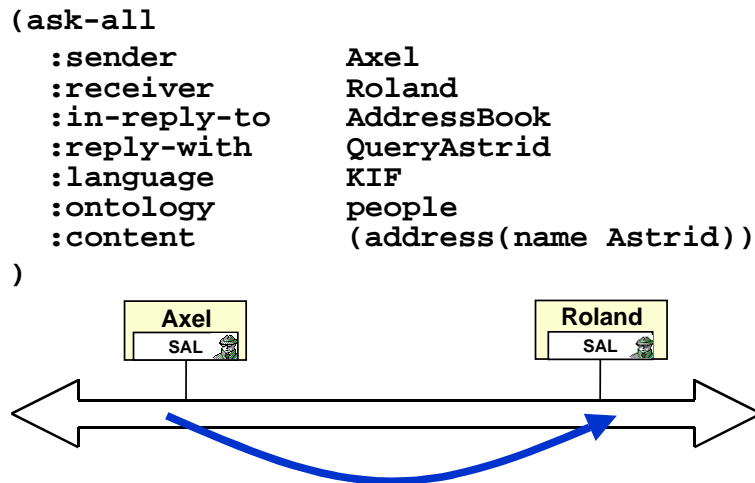 (ask-all
:sender Axel
:receiver Roland
:in-reply-to AddressBook
:reply-with QueryAstrid
:language KIF
:ontology people
:content (address(name Astrid))
)
Axel
SAL
Roland
SAL